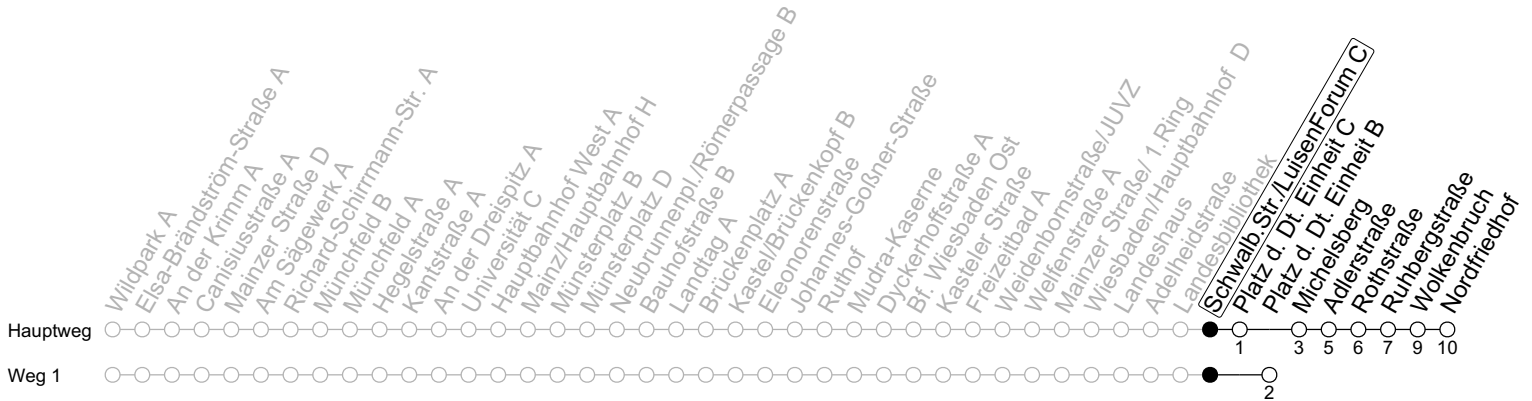 Wildpark A
Elsa-Brändström-Straße A
An der Krimm A
Canisiusstraße A
Mainzer Straße D
Am Sägewerk A
Richard-Schirrmann-Str. A
Münchfeld B
Münchfeld A
Hegelstraße A
Kantstraße A
An der Dreispitz A
Universität C
Hauptbahnhof West A
Mainz/Hauptbahnhof H
Münsterplatz B
Münsterplatz D
Neubrunnenpl./Römerpassage B
Bauhofstraße B
Landtag A
Brückenplatz A
Kastel/Brückenkopf B
Eleonorenstraße
Johannes-Goßner-Straße
Ruthof
Mudra-Kaserne
Dyckerhoffstraße A
Bf. Wiesbaden Ost
Kasteler Straße
Freizeitbad A
Weidenbornstraße/JUVZ
Welfenstraße A
Mainzer Straße/ 1.Ring
Wiesbaden/Hauptbahnhof D
Landeshaus
Adelheidstraße
Landesbibliothek
Schwalb.Str./LuisenForum C
Platz d. Dt. Einheit C
Platz d. Dt. Einheit B
Michelsberg
Adlerstraße
Rothstraße
Ruhbergstraße
Wolkenbruch
Nordfriedhof
Hauptweg
1 3 5 6 7 9 10
Weg 1
2